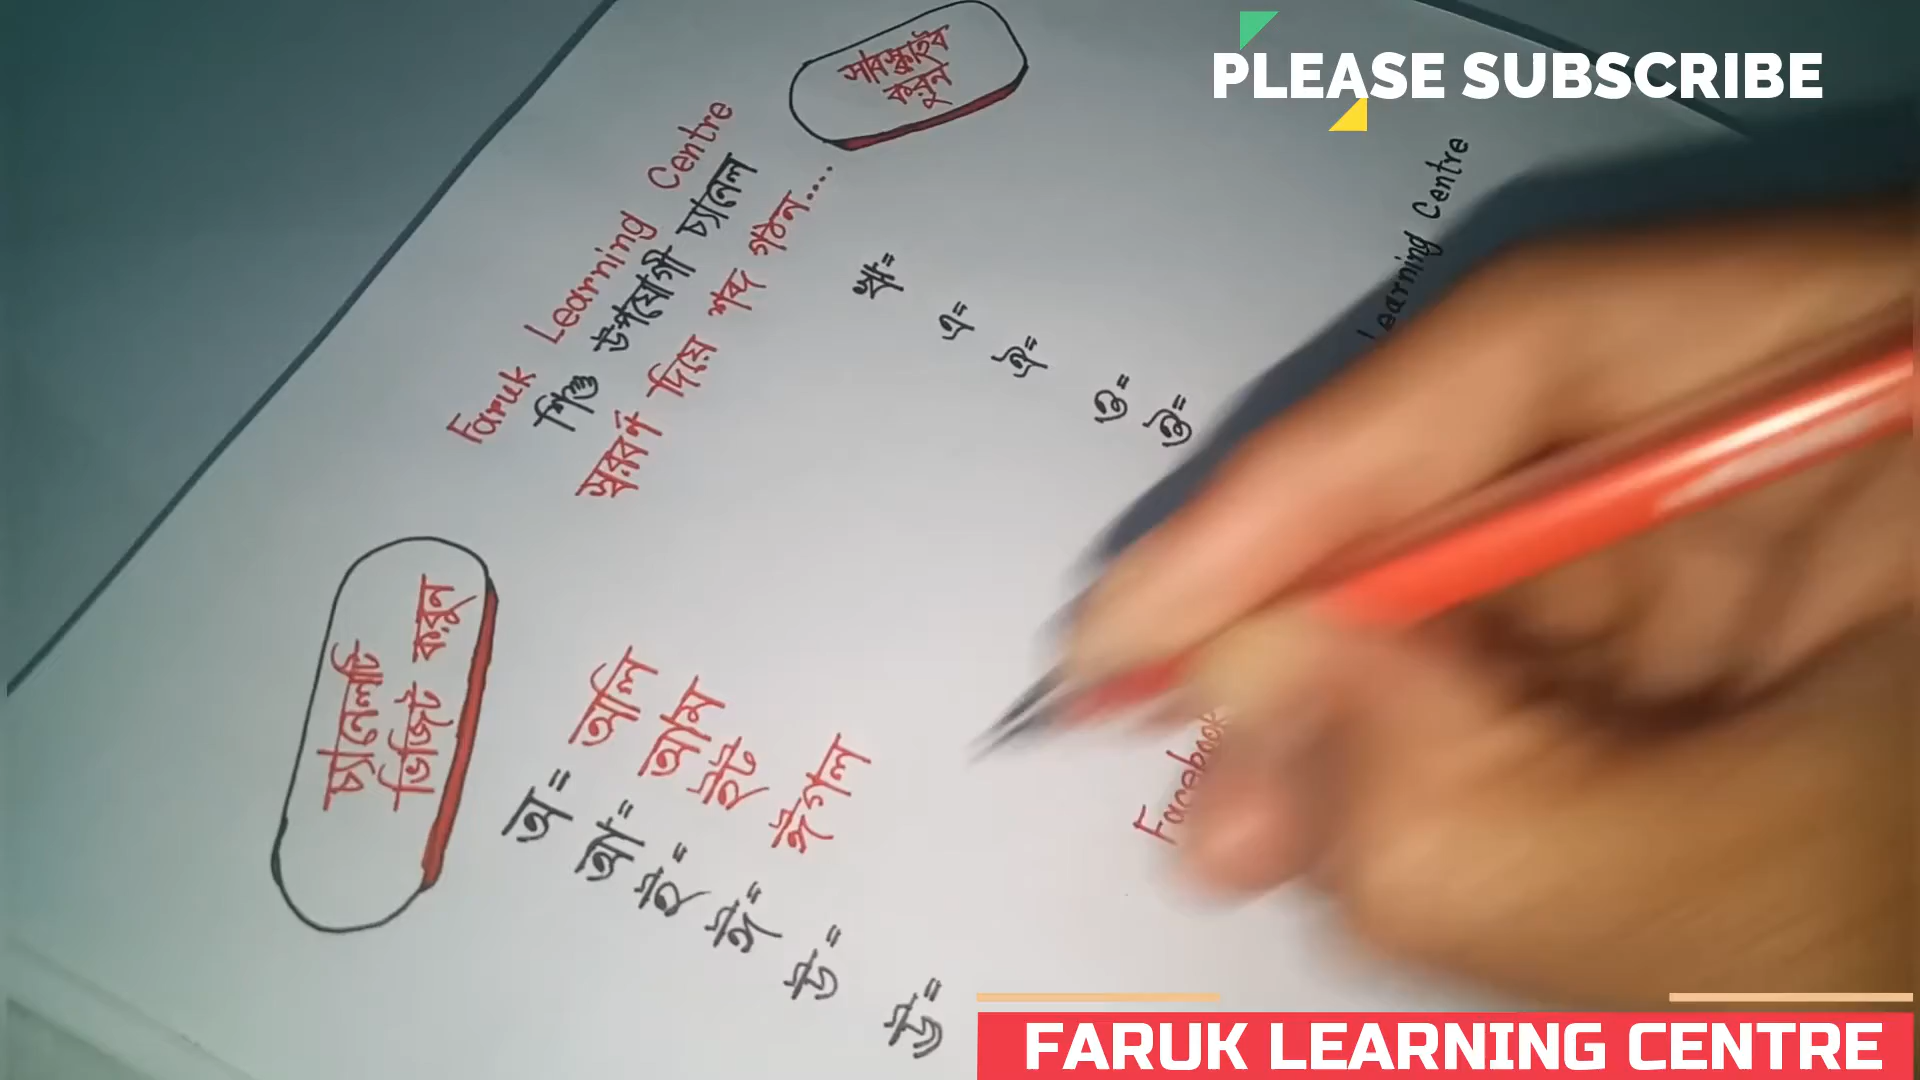 PLEASE SUBSCRIBE
সাবস্ক্রাইব
করুন
Faruk Learning Centre
শিশু উপযোগী চ্যানেল
স্বরবর্ণ দিয়ে শব্দ গঠন....
চ্যানেলটি
ভিজিট করুন
অ= অলি
আ= আম
ই= ইট
ঈ= ঈগল
উ=
ঊ=
ঋ=
এ=
ঐ=
ও=
ঔ=
Facebook
Learning Centre
FARUK LEARNING CENTRE